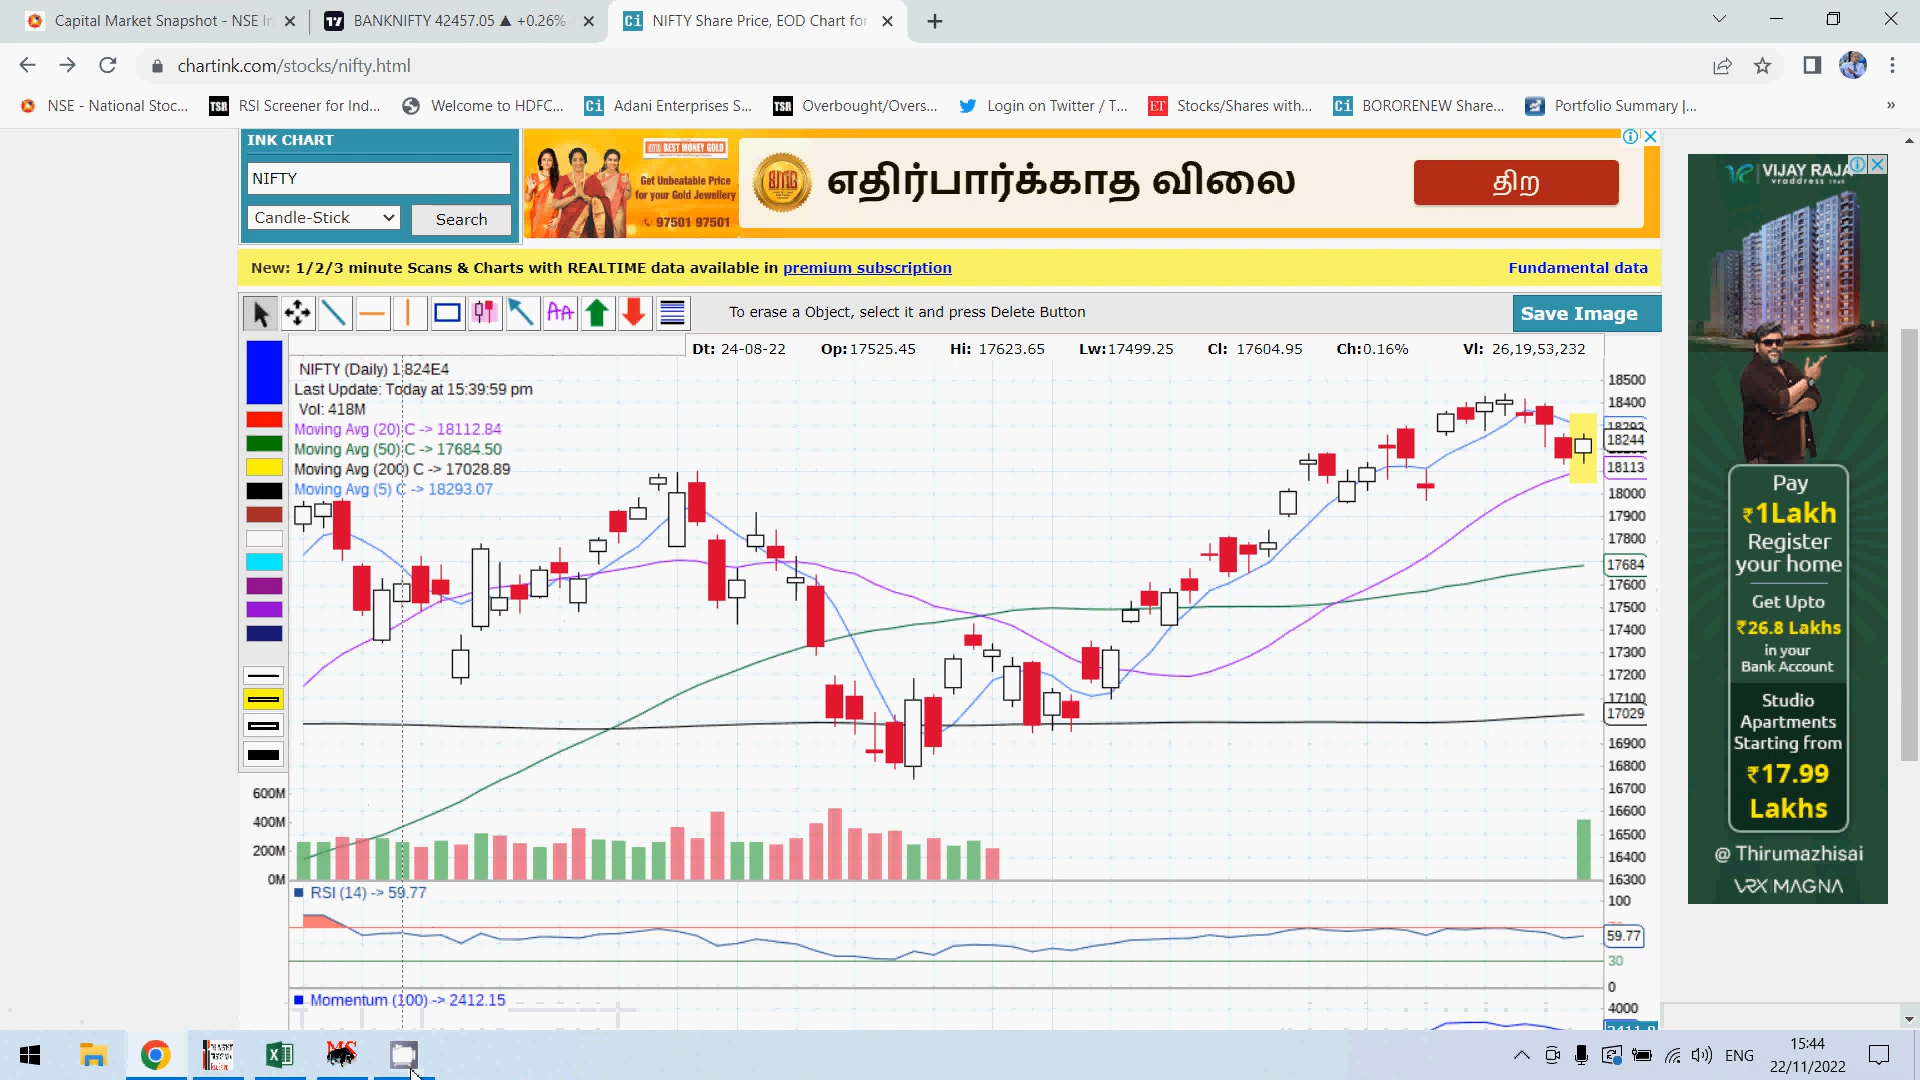 Capital Market Snapshot - NSE In
BANKNIFTY 42457.05 ▲ +0.26%
NIFTY Share Price, EOD Chart for
chartink.com/stocks/nifty.html
NSE - National Stoc...
RSI Screener for Ind...
Welcome to HDFC...
Adani Enterprises S...
Overbought/Overs...
Login on Twitter / T...
Stocks/Shares with...
BORORENEW Share...
Portfolio Summary |...
INK CHART
NIFTY
Candle-Stick
Search
BEST MONEY GOLD
Get Unbeatable Price
for your Gold Jewellery
97501 97501
BMG
எதிர்பார்க்காத விலை
திற
New: 1/2/3 minute Scans & Charts with REALTIME data available in premium subscription
Fundamental data
To erase a Object, select it and press Delete Button
Save Image
Dt: 24-08-22 Op:17525.45 Hi: 17623.65 Lw:17499.25 Cl: 17604.95 Ch:0.16% Vl: 26,19,53,232
NIFTY (Daily) 1.824E4
Last Update: Today at 15:39:59 pm
Vol: 418M
Moving Avg (20) C -> 18112.84
Moving Avg (50) C -> 17684.50
Moving Avg (200) C -> 17028.89
Moving Avg (5) C -> 18293.07
18500
18400
18293
18244
18113
18000
17900
17800
17684
17600
17500
17400
17300
17200
17100
17029
16900
16800
16700
16600
16500
16400
16300
600M
400M
200M
0M
RSI (14) -> 59.77
100
59.77
30
0
Momentum (100) -> 2412.15
4000
VIJAY RAJA
vraddress
Pay
₹1Lakh
Register
your home
Get Upto
₹26.8 Lakhs
in your
Bank Account
Studio
Apartments
Starting from
₹17.99
Lakhs
@ Thirumazhisai
VRX MAGNA
ENG
15:44
22/11/2022